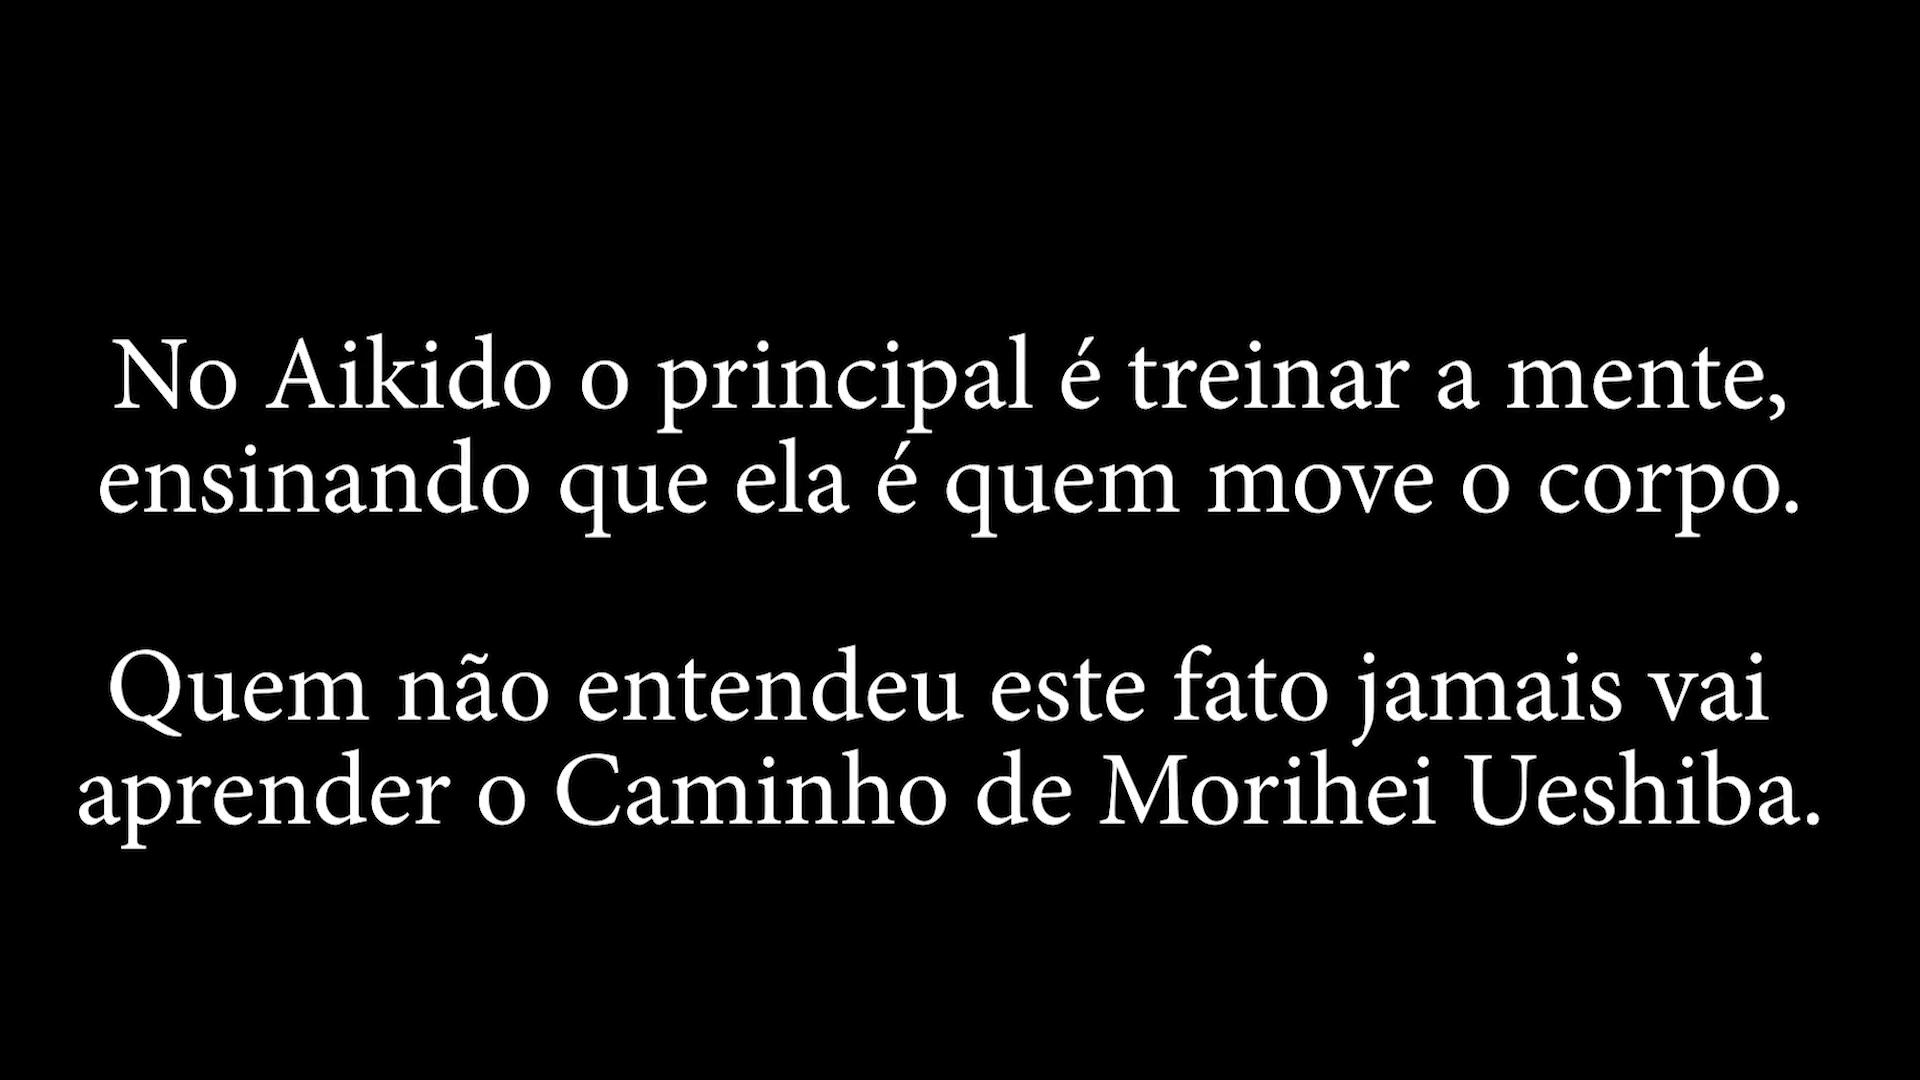 No Aikido o principal é treinar a mente,
ensinando que ela é quem move o corpo.
Quem não entendeu este fato jamais vai
aprender o Caminho de Morihei Ueshiba.